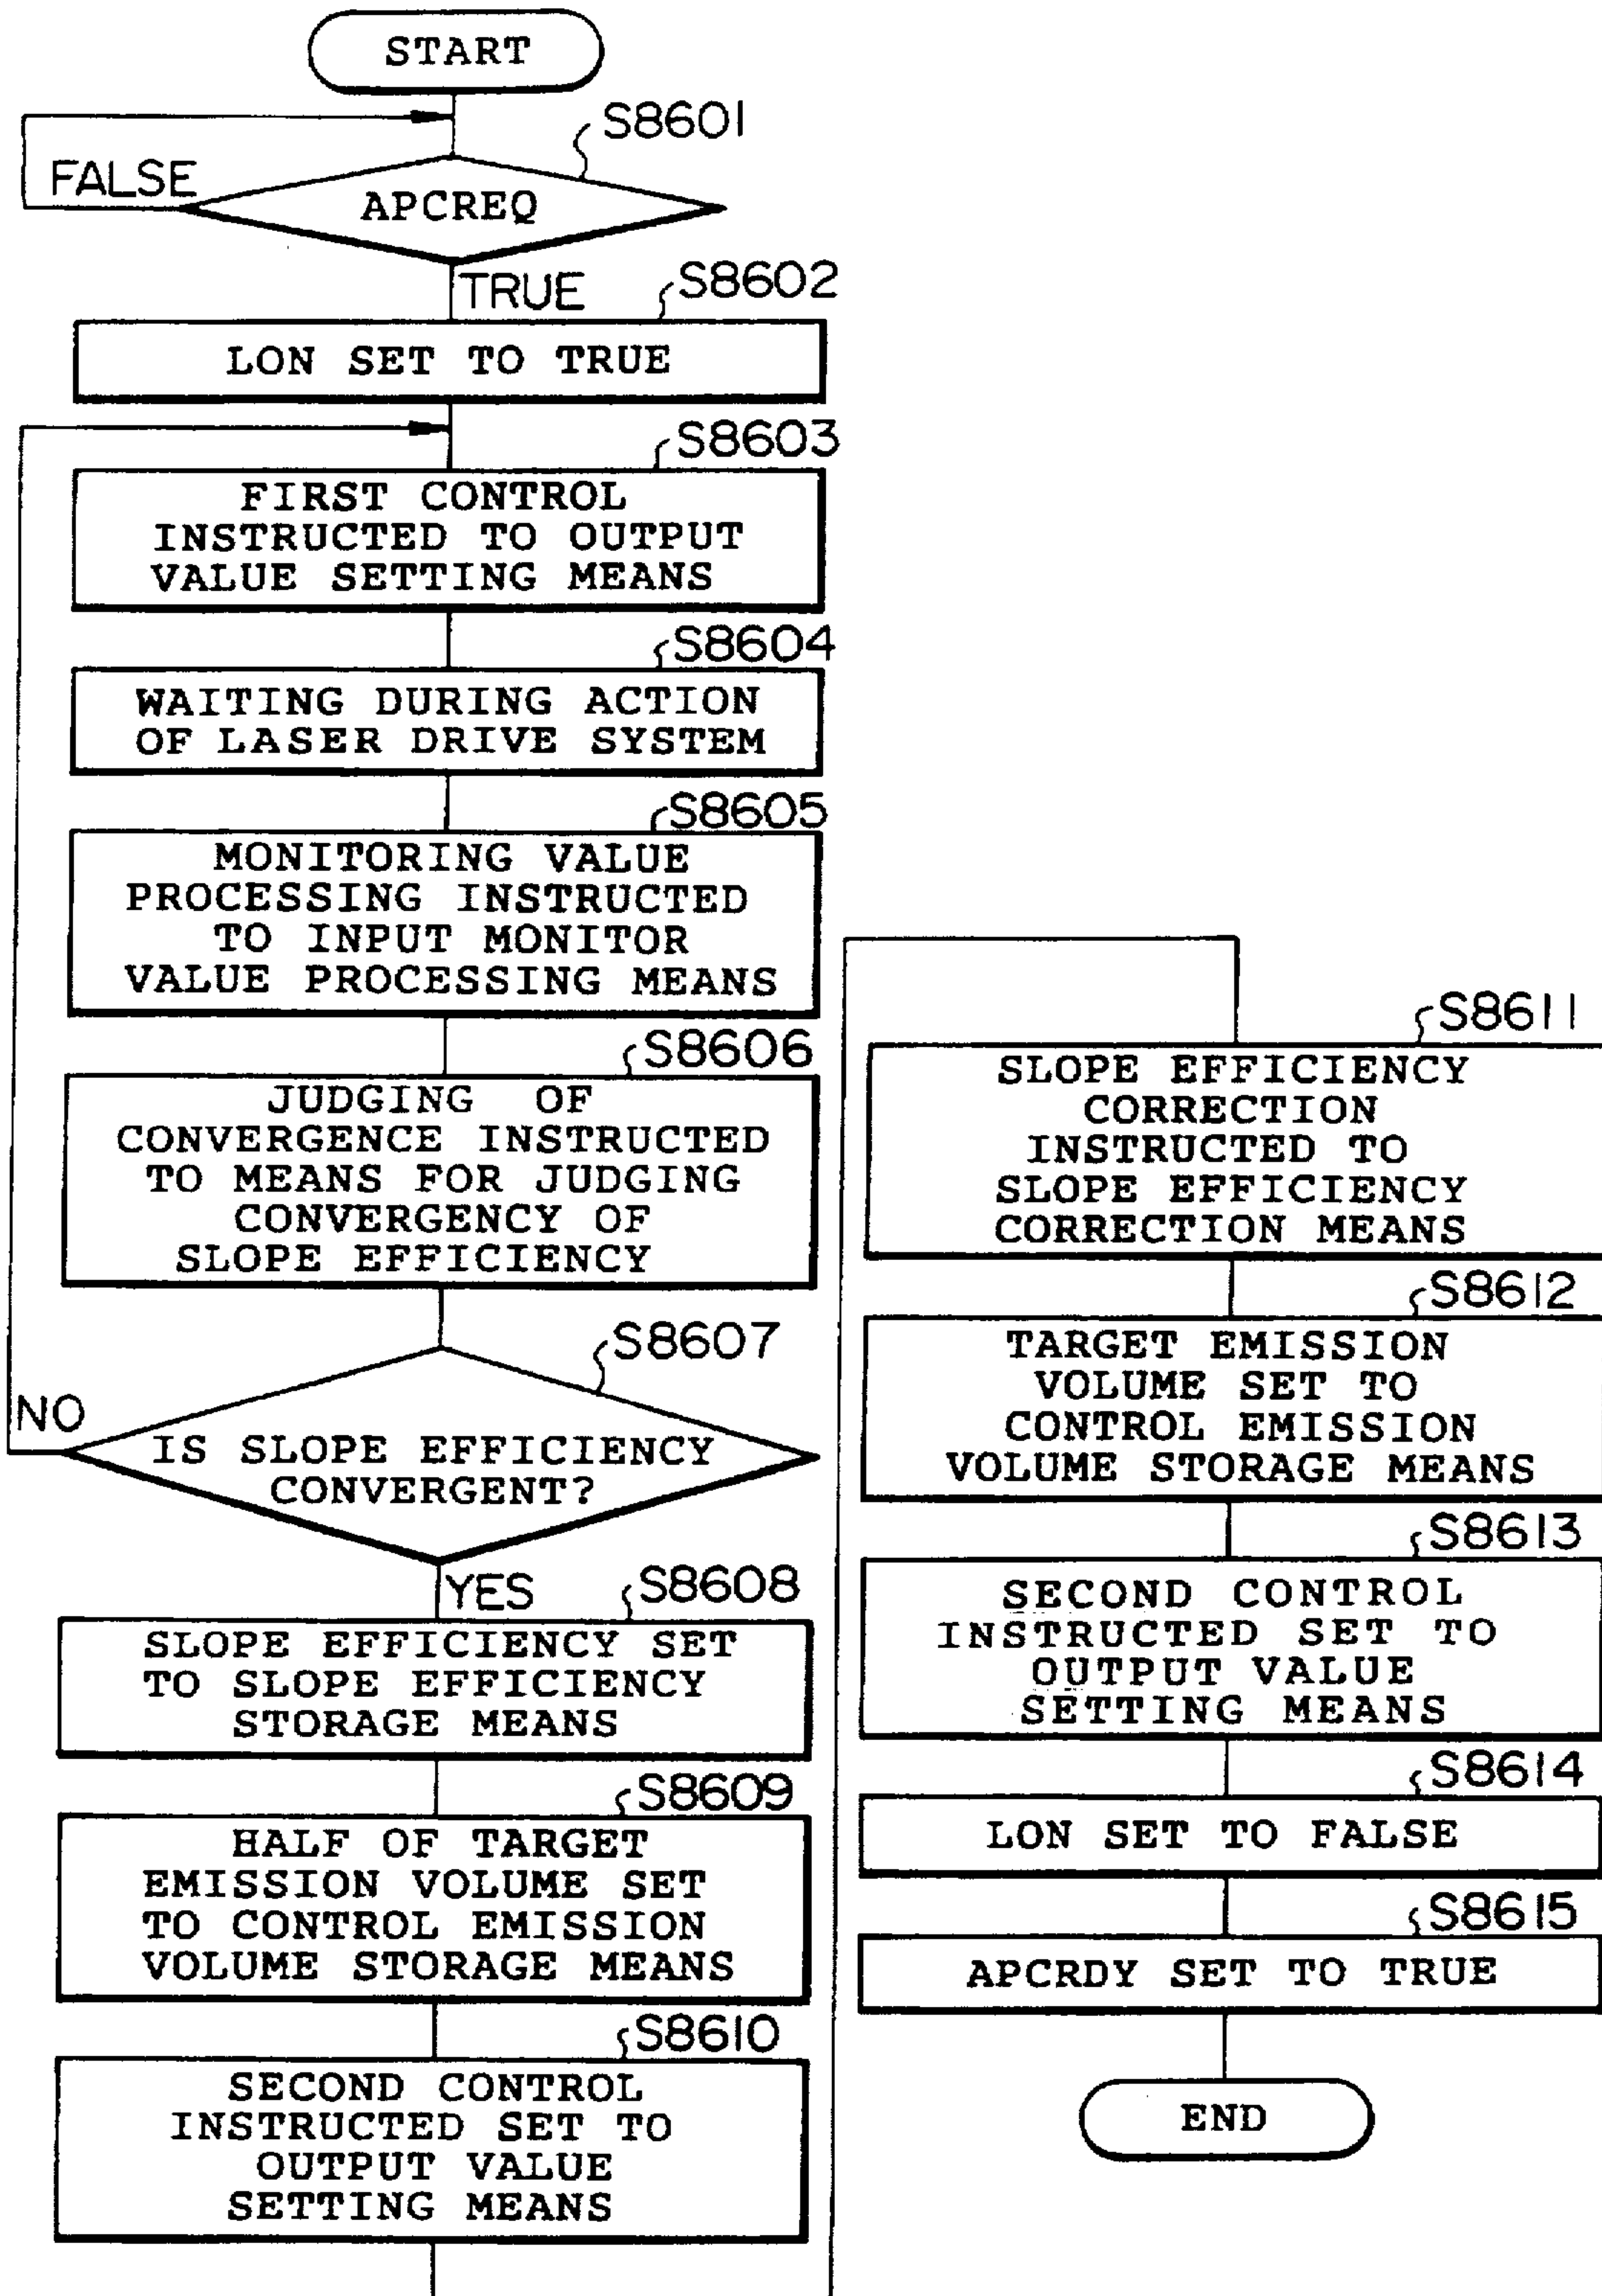 START
S8601
FALSE
APCREQ
TRUE
S8602
LON SET TO TRUE
S8603
FIRST CONTROL
INSTRUCTED TO OUTPUT
VALUE SETTING MEANS
S8604
WAITING DURING ACTION
OF LASER DRIVE SYSTEM
S8605
MONITORING VALUE
PROCESSING INSTRUCTED
TO INPUT MONITOR
VALUE PROCESSING MEANS
S8606
JUDGING OF
CONVERGENCE INSTRUCTED
TO MEANS FOR JUDGING
CONVERGENCY OF
SLOPE EFFICIENCY
S8607
NO
IS SLOPE EFFICIENCY
CONVERGENT?
YES
S8608
SLOPE EFFICIENCY SET
TO SLOPE EFFICIENCY
STORAGE MEANS
S8609
HALF OF TARGET
EMISSION VOLUME SET
TO CONTROL EMISSION
VOLUME STORAGE MEANS
S8610
SECOND CONTROL
INSTRUCTED SET TO
OUTPUT VALUE
SETTING MEANS
S8611
SLOPE EFFICIENCY
CORRECTION
INSTRUCTED TO
SLOPE EFFICIENCY
CORRECTION MEANS
S8612
TARGET EMISSION
VOLUME SET TO
CONTROL EMISSION
VOLUME STORAGE MEANS
S8613
SECOND CONTROL
INSTRUCTED SET TO
OUTPUT VALUE
SETTING MEANS
S8614
LON SET TO FALSE
S8615
APCRDY SET TO TRUE
END